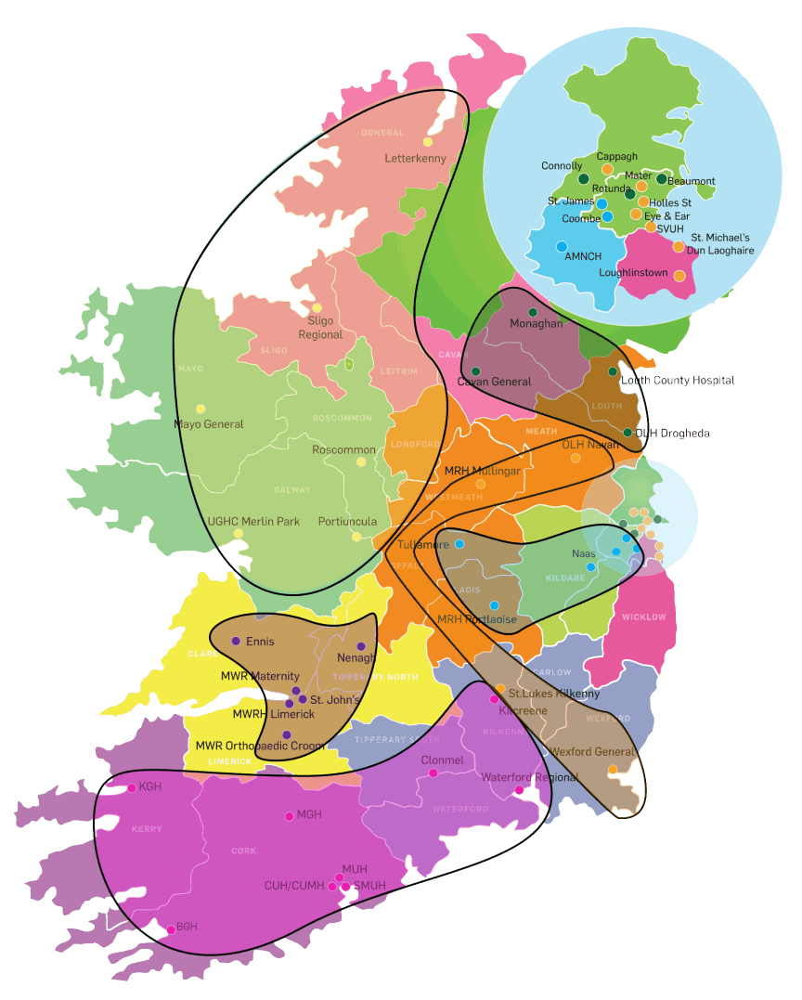 DONEGAL
Letterkenny
Cappagh
Connolly
Mater
Beaumont
Rotunda
St. James
Holles St
Coombe
Eye & Ear
SVUH
St. Michael's
Dun Laoghaire
AMNCH
Loughlinstown
Sligo
Regional
SLIGO
LEITRIM
MAYO
Mayo General
ROSCOMMON
Roscommon
GALWAY
UGHC Merlin Park
Portiuncula
Monaghan
CAVAN
Cavan General
Louth County Hospital
LOUTH
OLH Drogheda
MEATH
OLH Navan
LONGFORD
MRH Mullingar
WESTMEATH
Tullamore
OFFALY
Naas
KILDARE
LAOIS
MRH Portlaoise
WICKLOW
Ennis
CLARE
Nenagh
TIPPERARY NORTH
MWR Maternity
St. John's
MWRH Limerick
MWR Orthopaedic Croom
LIMERICK
TIPPERARY SOUTH
CARLOW
St.Lukes Kilkenny
Kilcreene
KILKENNY
WEXFORD
Wexford General
Clonmel
Waterford Regional
WATERFORD
KGH
KERRY
MGH
CORK
MUH
CUH/CUMH
SMUH
BGH